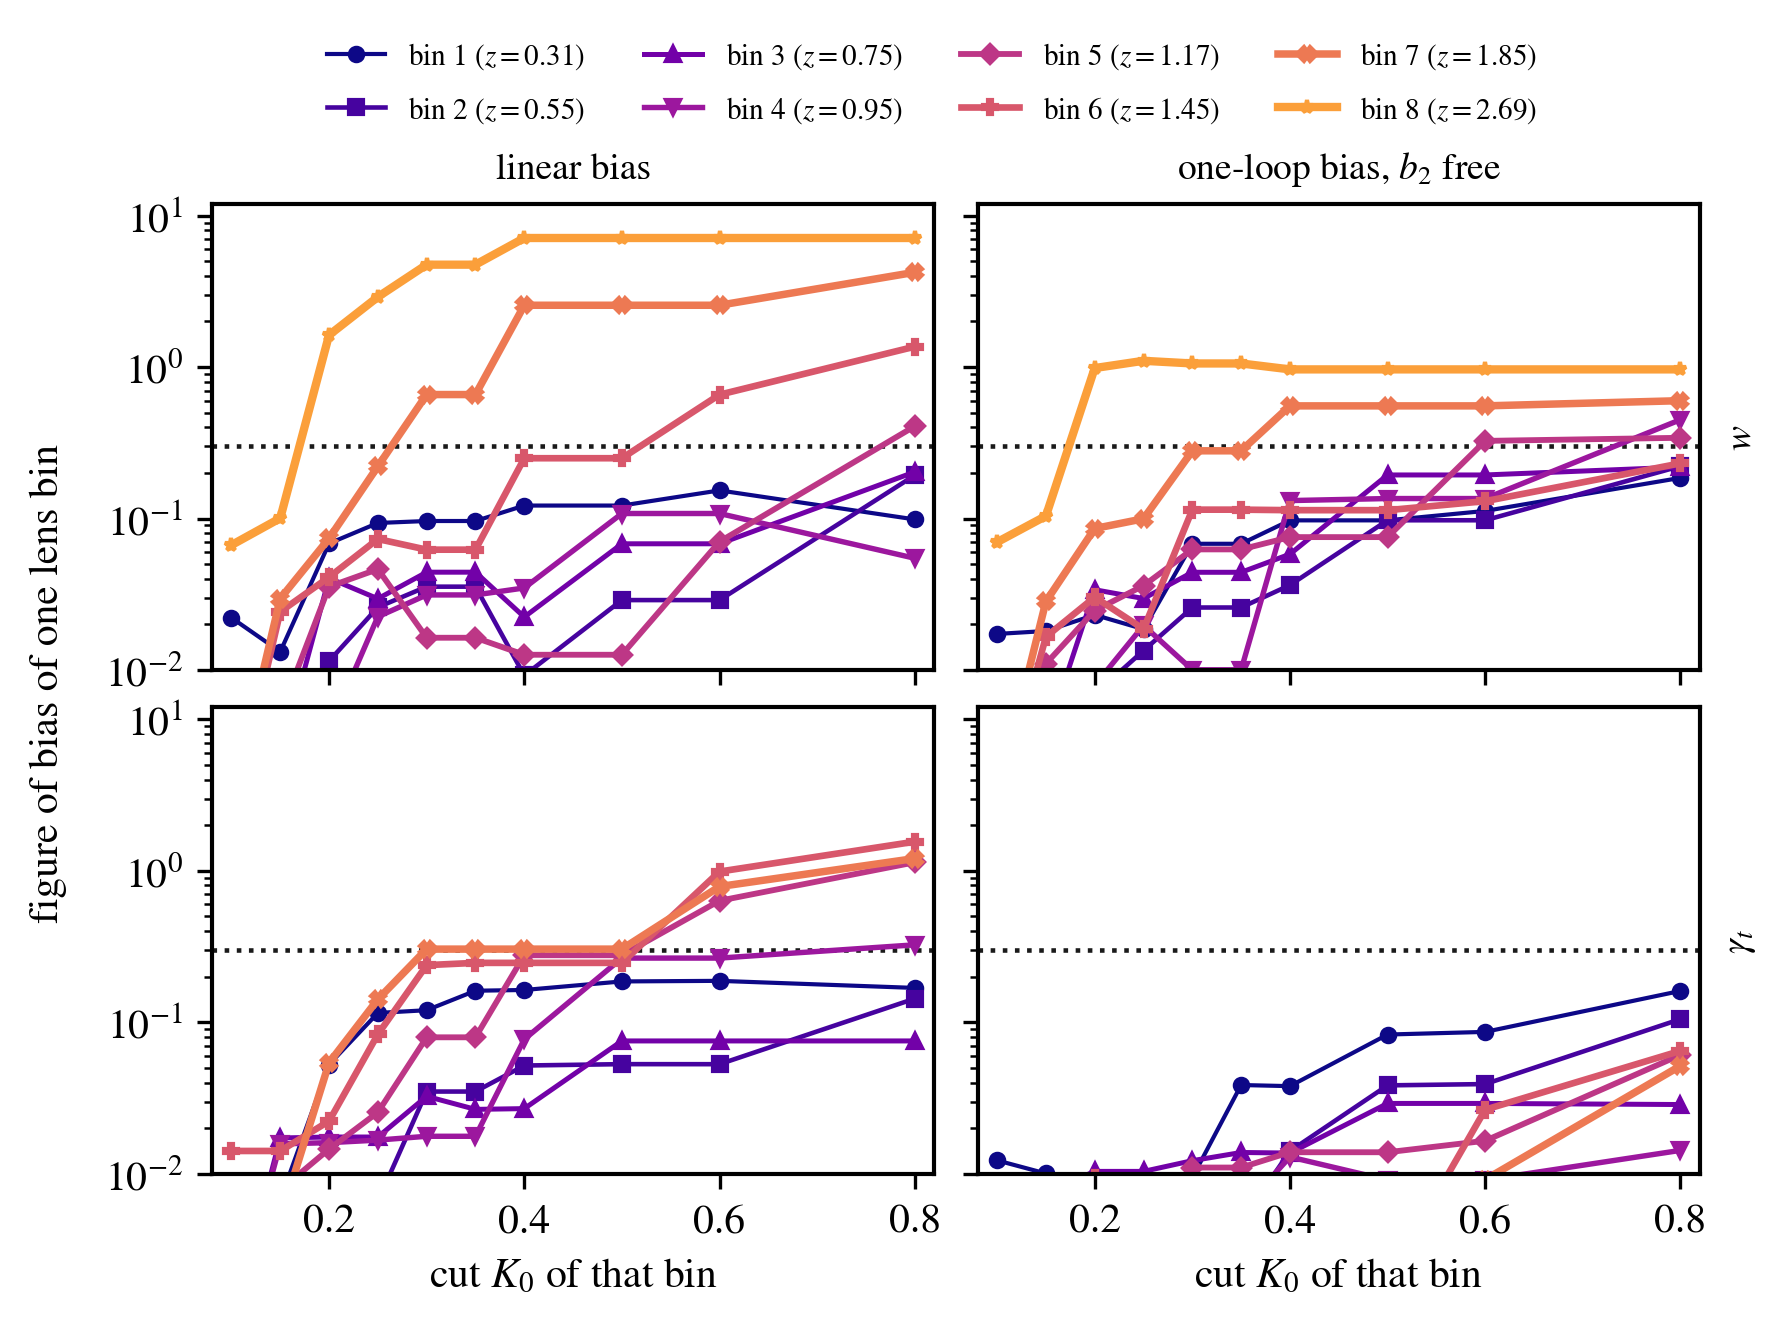 bin 1 (z=0.31)
bin 3 (z=0.75)
bin 5 (z=1.17)
bin 7 (z=1.85)
bin 2 (z=0.55)
bin 4 (z=0.95)
bin 6 (z=1.45)
bin 8 (z=2.69)
linear bias
one-loop bias, b₂ free
10¹
10⁰
10⁻¹
10⁻²
w
figure of bias of one lens bin
10¹
10⁰
10⁻¹
10⁻²
γₜ
0.2 0.4 0.6 0.8
0.2 0.4 0.6 0.8
cut K₀ of that bin
cut K₀ of that bin